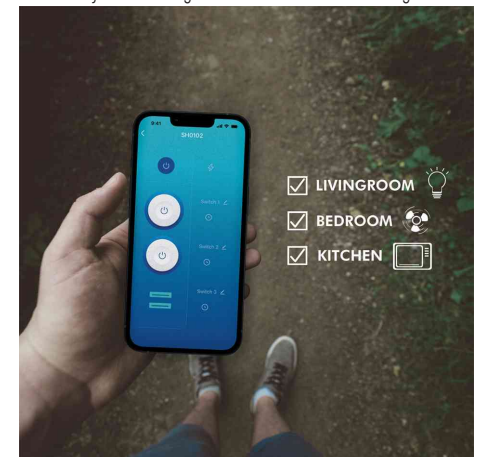 9:41
SH0102
Switch 1
Switch 2
Switch 3
LIVINGROOM
BEDROOM
KITCHEN